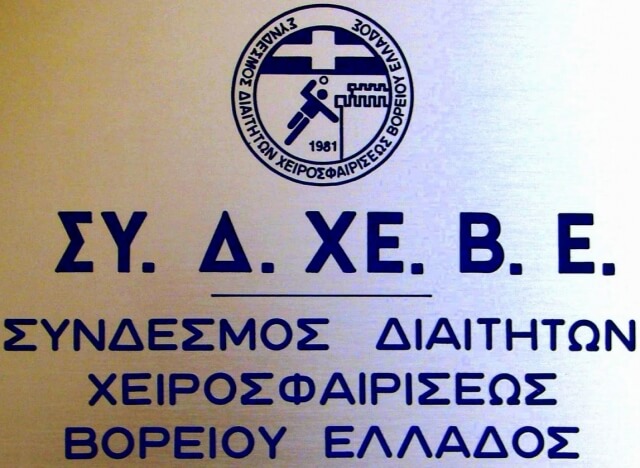 ΣΥΝΔΕΣΜΟΣ ΔΙΑΙΤΗΤΩΝ ΧΕΙΡΟΣΦΑΙΡΙΣΕΩΣ ΒΟΡΕΙΟΥ ΕΛΛΑΔΟΣ
1981
ΣΥ. Δ. ΧΕ. Β. Ε.
ΣΥΝΔΕΣΜΟΣ ΔΙΑΙΤΗΤΩΝ
ΧΕΙΡΟΣΦΑΙΡΙΣΕΩΣ
ΒΟΡΕΙΟΥ ΕΛΛΑΔΟΣ